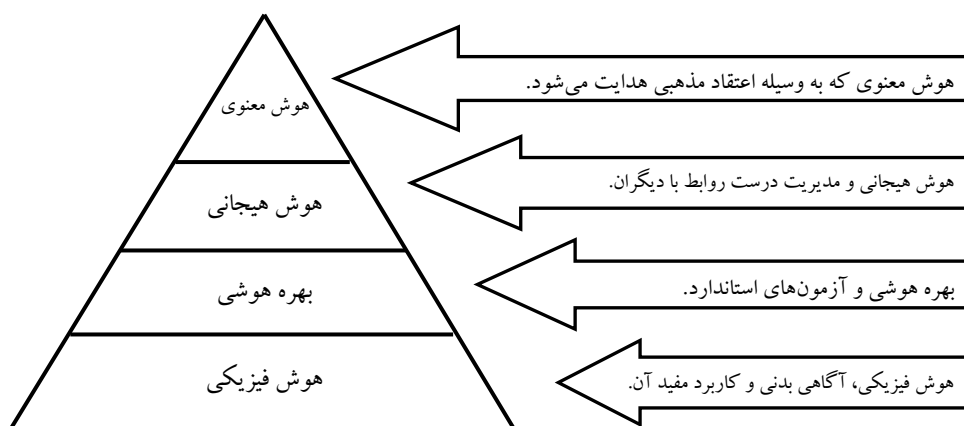 هوش معنوی که به وسیله اعتقاد مذهبی هدایت می‌شود.
هوش معنوی
هوش هیجانی و مدیریت درست روابط با دیگران.
هوش هیجانی
بهره هوشی و آزمون‌های استاندارد.
بهره هوشی
هوش فیزیکی، آگاهی بدنی و کاربرد مفید آن.
هوش فیزیکی